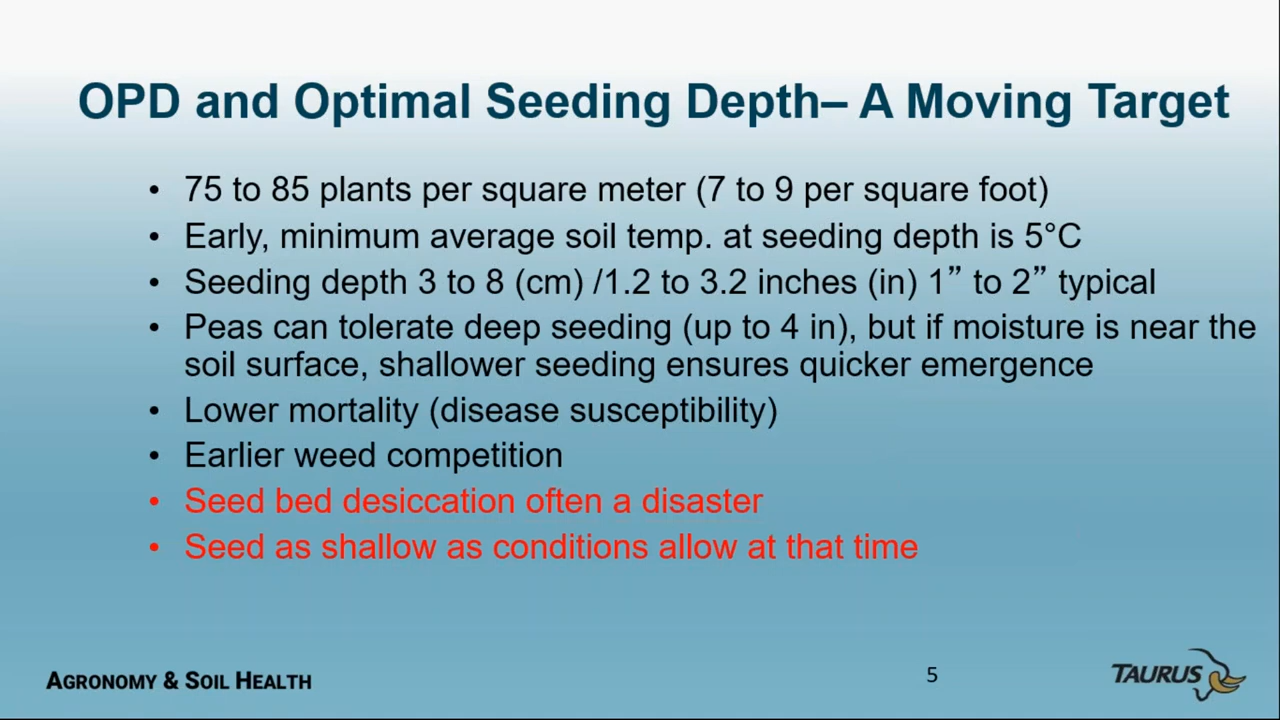 OPD and Optimal Seeding Depth– A Moving Target
• 75 to 85 plants per square meter (7 to 9 per square foot)
• Early, minimum average soil temp. at seeding depth is 5°C
• Seeding depth 3 to 8 (cm) /1.2 to 3.2 inches (in) 1” to 2” typical
• Peas can tolerate deep seeding (up to 4 in), but if moisture is near the
soil surface, shallower seeding ensures quicker emergence
• Lower mortality (disease susceptibility)
• Earlier weed competition
• Seed bed desiccation often a disaster
• Seed as shallow as conditions allow at that time
AGRONOMY & SOIL HEALTH
5
TAURUS